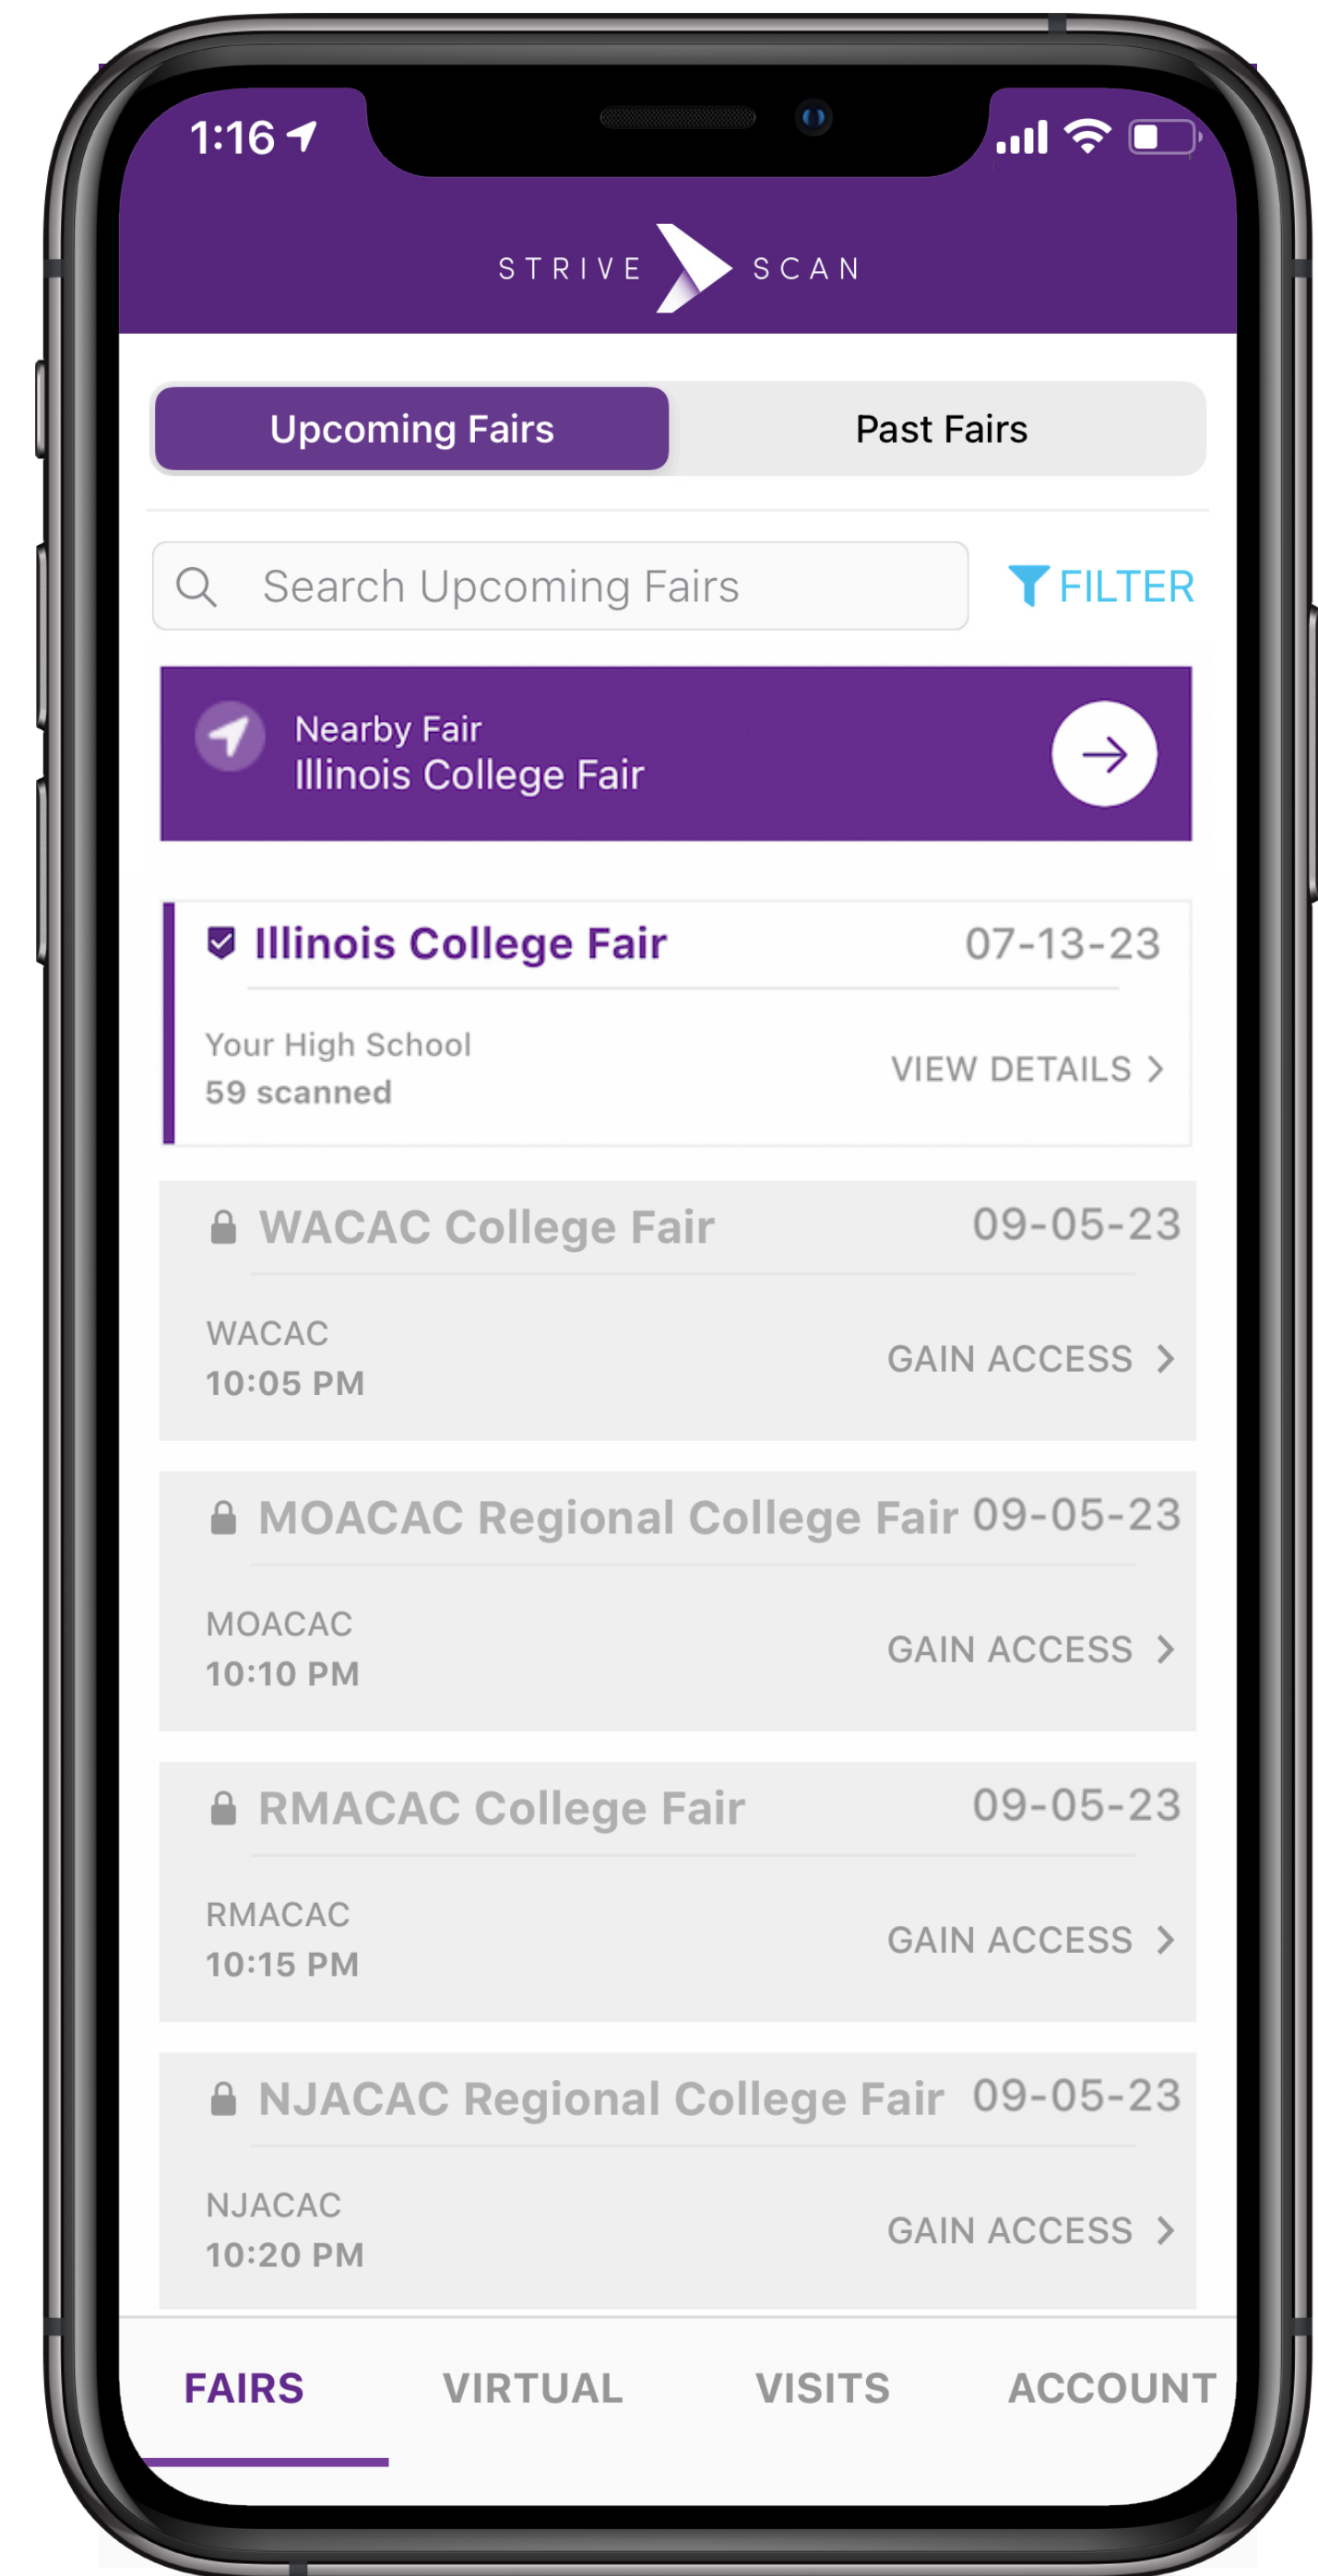 1:16
STRIVE SCAN
Upcoming Fairs Past Fairs
Search Upcoming Fairs FILTER
Nearby Fair
Illinois College Fair
Illinois College Fair 07-13-23
Your High School
59 scanned
VIEW DETAILS
WACAC College Fair 09-05-23
WACAC
10:05 PM
GAIN ACCESS
MOACAC Regional College Fair 09-05-23
MOACAC
10:10 PM
GAIN ACCESS
RMACAC College Fair 09-05-23
RMACAC
10:15 PM
GAIN ACCESS
NJACAC Regional College Fair 09-05-23
NJACAC
10:20 PM
GAIN ACCESS
FAIRS VIRTUAL VISITS ACCOUNT